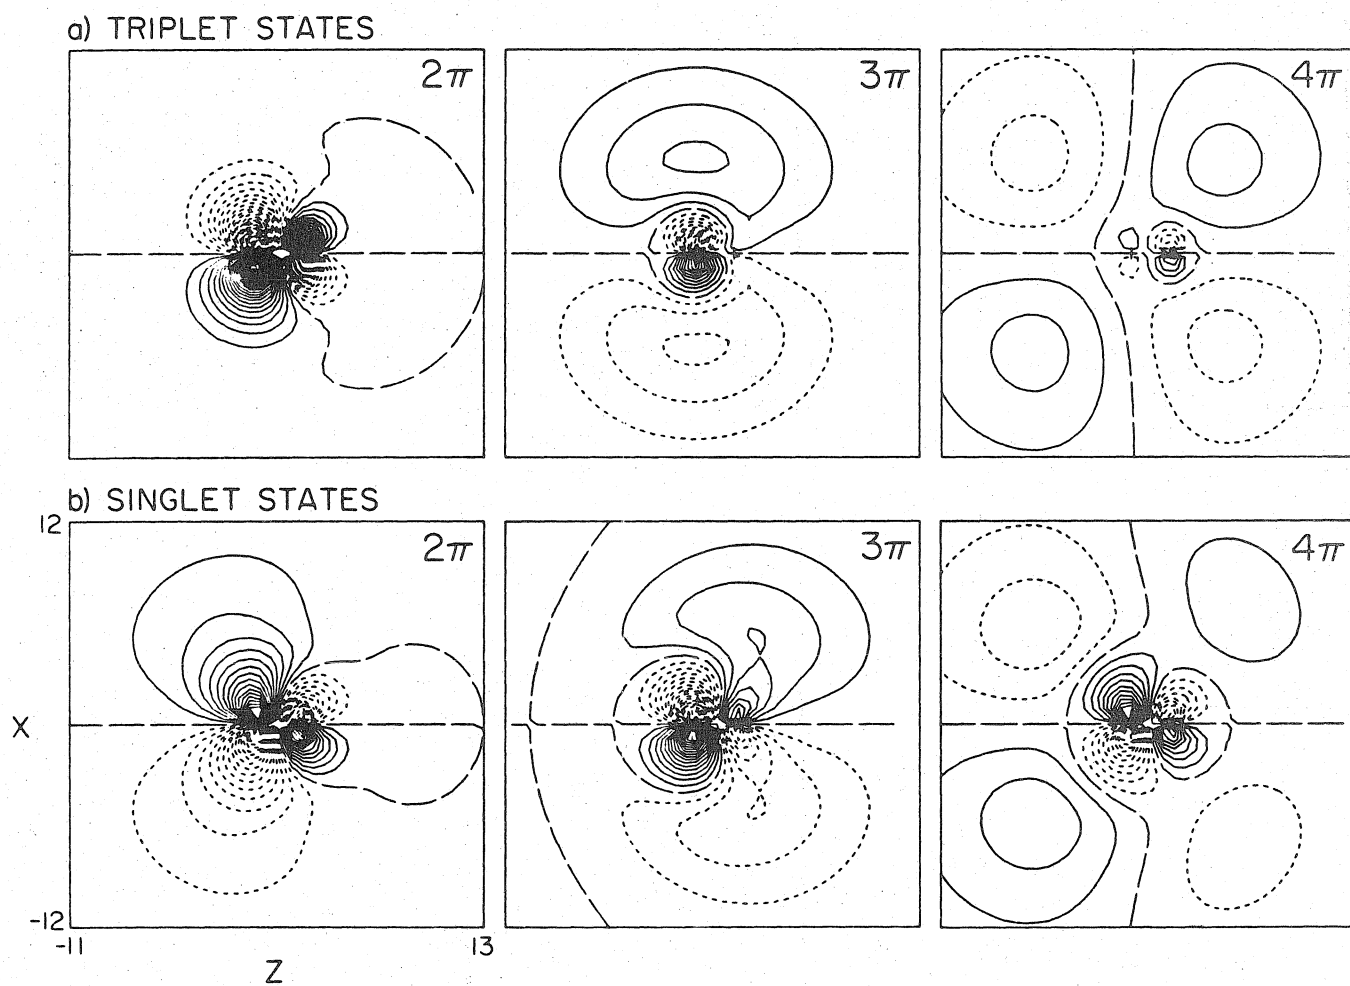 a) TRIPLET STATES
2π
3π
4π
b) SINGLET STATES
12
2π
3π
4π
X
-12
-11
13
Z